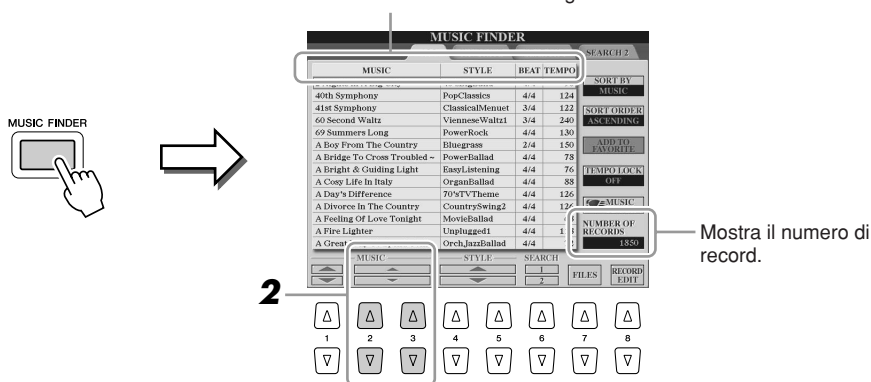 MUSIC FINDER
SEARCH 2
MUSIC STYLE BEAT TEMPO
40th Symphony PopClassics 4/4 124
41st Symphony ClassicalMenuet 3/4 122
60 Second Waltz VienneseWaltz1 3/4 240
69 Summers Long PowerRock 4/4 130
A Boy From The Country Bluegrass 2/4 150
A Bridge To Cross Troubled ~ PowerBallad 4/4 78
A Bright & Guiding Light EasyListening 4/4 76
A Cosy Life In Italy OrganBallad 4/4 88
A Day's Difference 70'sTVTheme 4/4 126
A Divorce In The Country CountrySwing2 4/4 126
A Feeling Of Love Tonight MovieBallad 4/4
A Fire Lighter Unplugged1 4/4
A Great Orch.JazzBallad 4/4
SORT BY
MUSIC
SORT ORDER
ASCENDING
ADD TO
FAVORITE
TEMPO LOCK
OFF
MUSIC
NUMBER OF
RECORDS
1850
MUSIC STYLE SEARCH
1
2
FILES
RECORD
EDIT
MUSIC FINDER
Mostra il numero di
record.
2
1 2 3 4 5 6 7 8